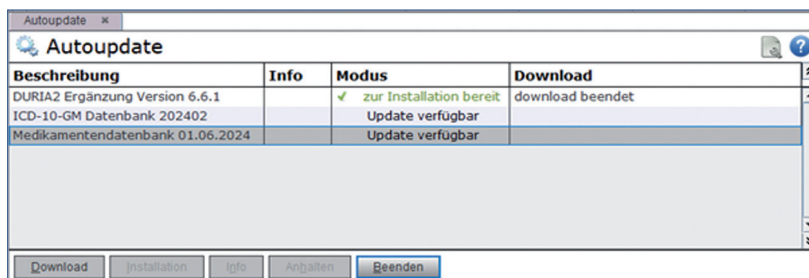 Autoupdate
Autoupdate
Beschreibung Info Modus Download
DURIA2 Ergänzung Version 6.6.1 zur Installation bereit download beendet
ICD-10-GM Datenbank 202402 Update verfügbar
Medikamentendatenbank 01.06.2024 Update verfügbar
Download Installation Info Anhalten Beenden